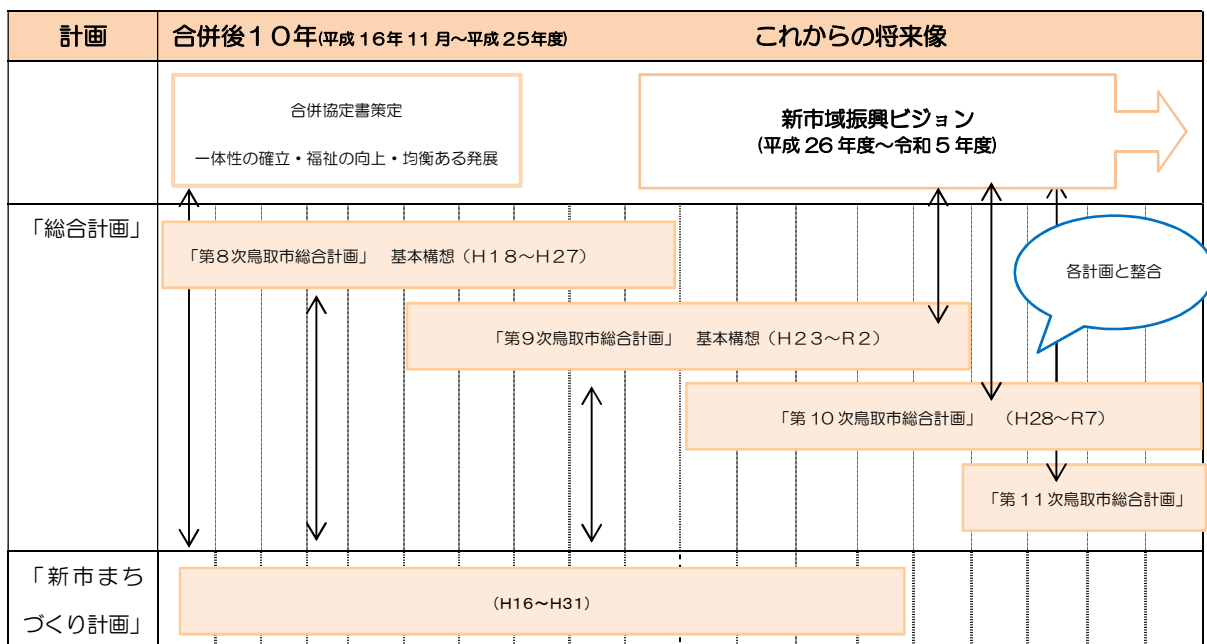 計画
合併後10年(平成16年11月～平成25年度)
これからの将来像
合併協定書策定
一体性の確立・福祉の向上・均衡ある発展
新市域振興ビジョン
(平成26年度～令和5年度)
「総合計画」
「第８次鳥取市総合計画」　基本構想（Ｈ１８～Ｈ２７）
各計画と整合
「第９次鳥取市総合計画」　基本構想（Ｈ２３～Ｒ２）
「第10次鳥取市総合計画」　（H28～R7）
「第11次鳥取市総合計画」
「新市まち
づくり計画」
(H16～H31)